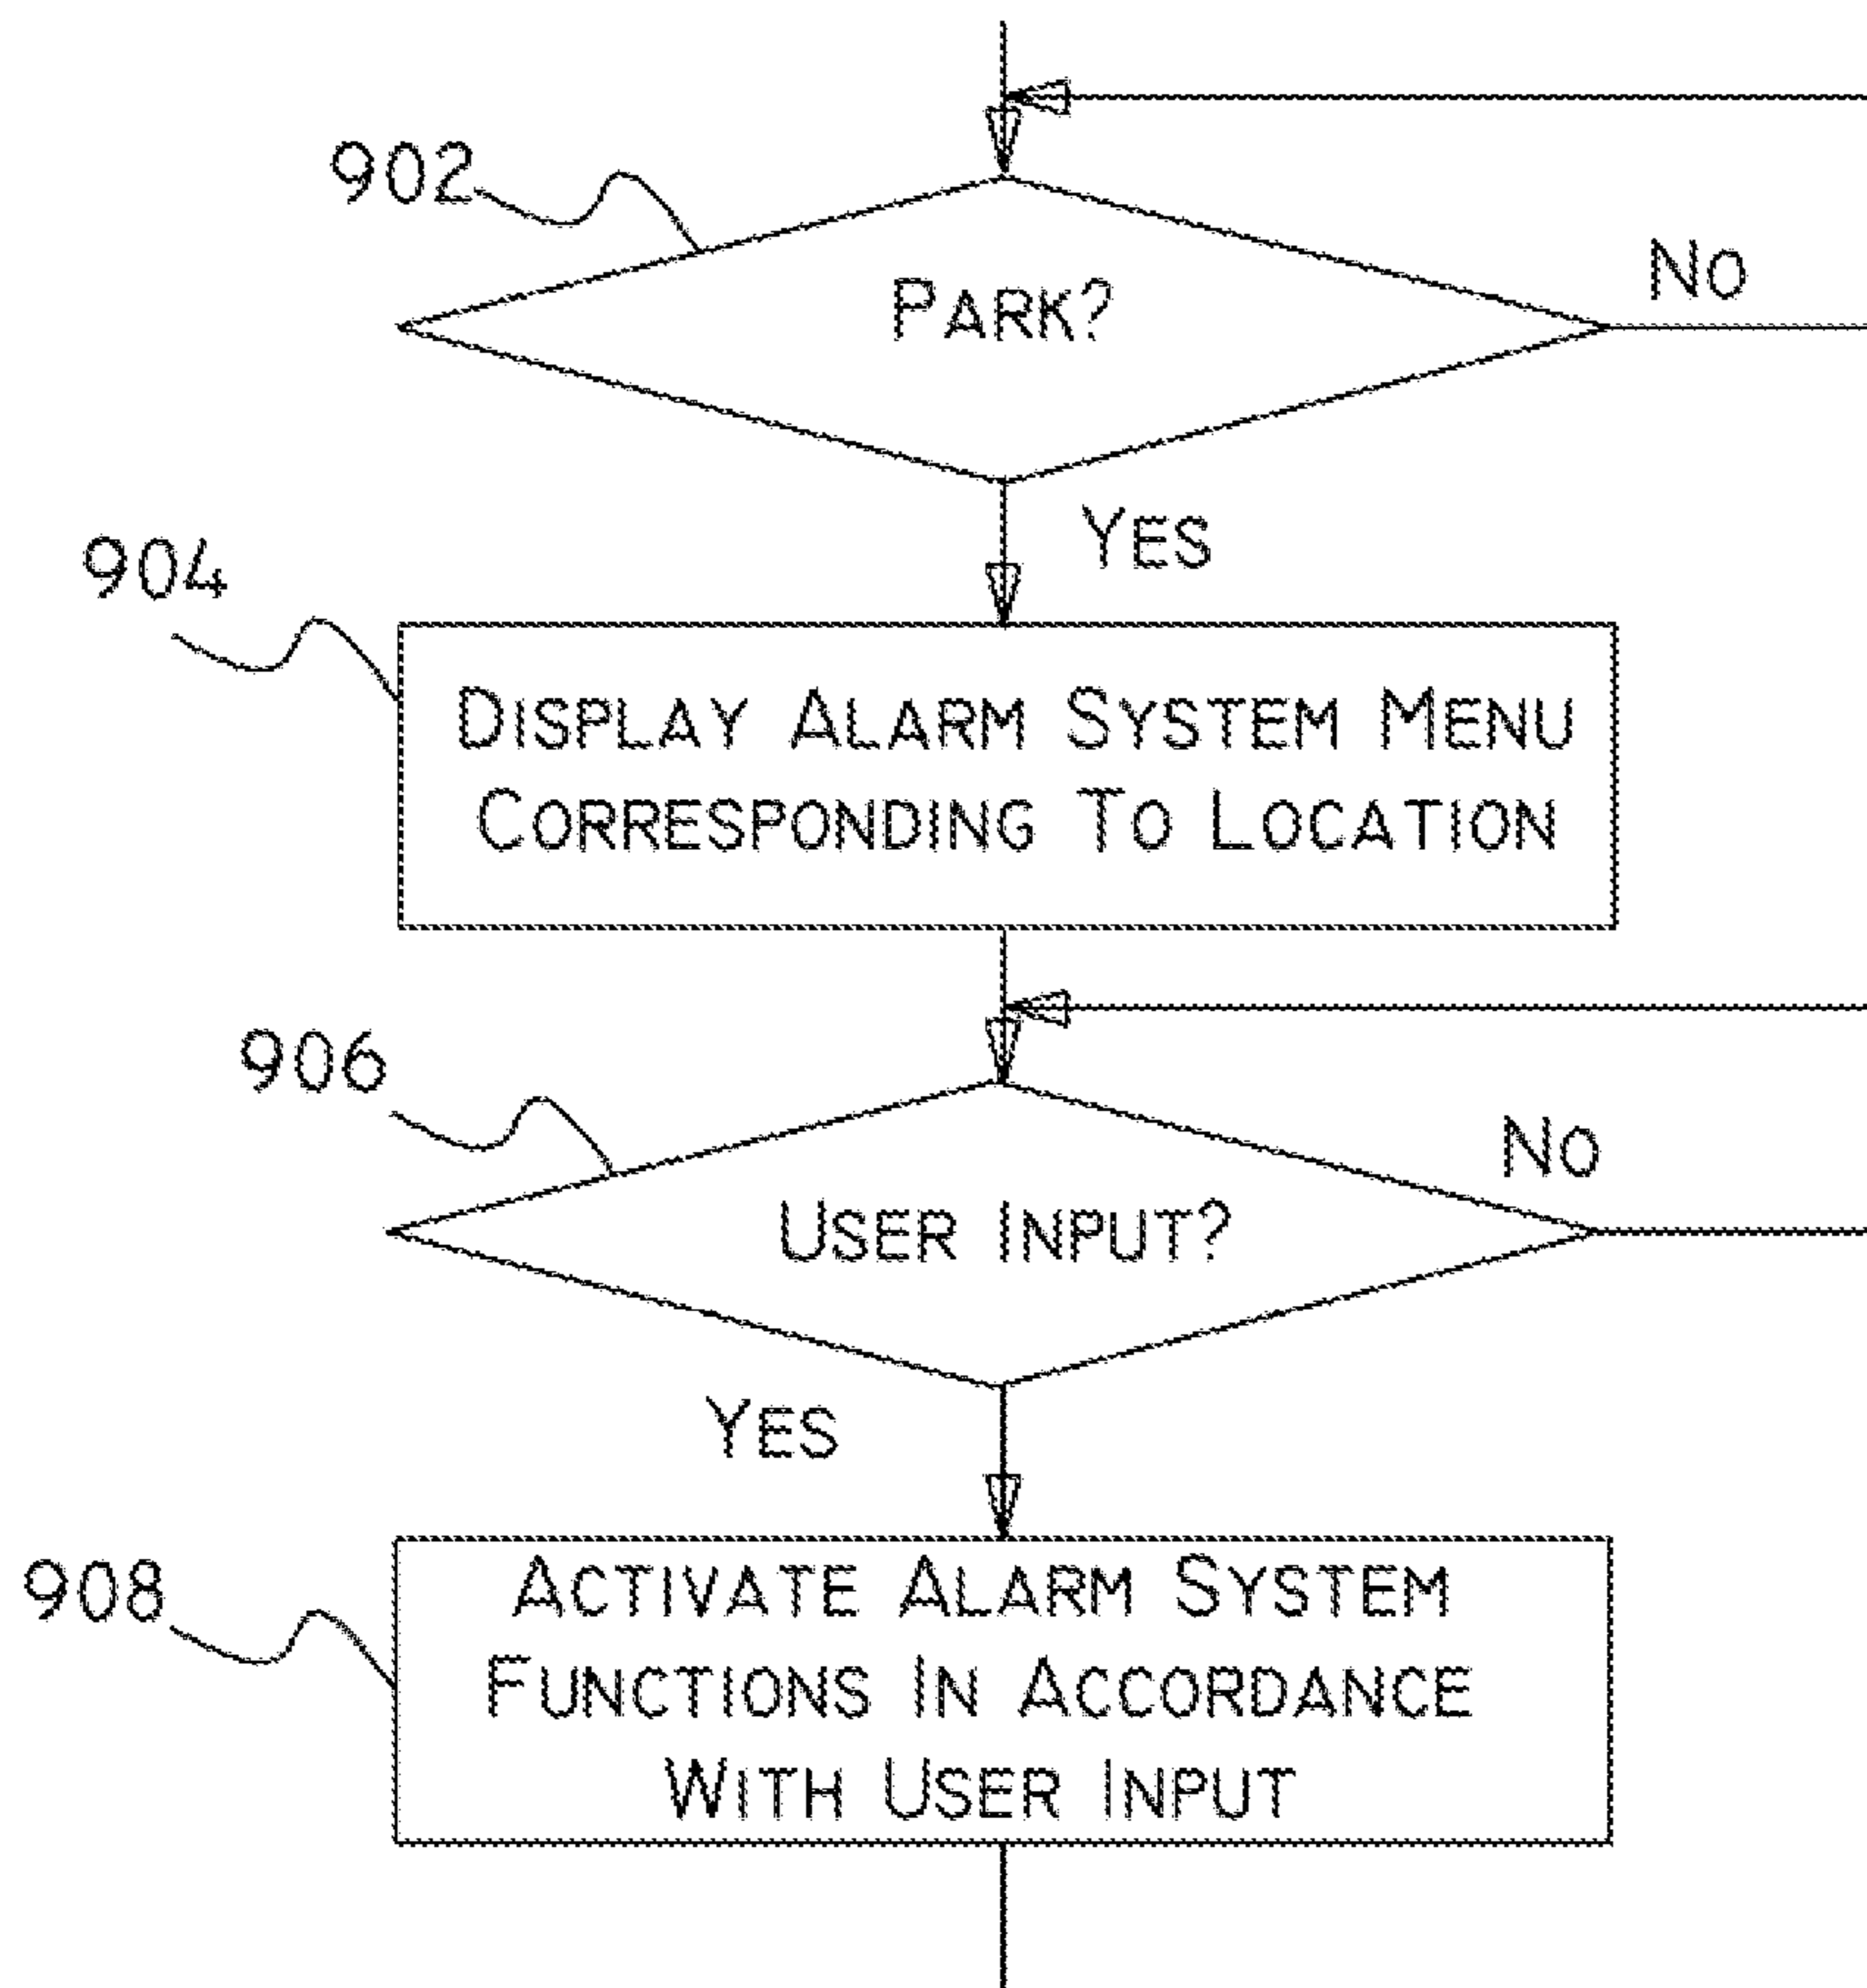 902
PARK?
NO
YES
904
DISPLAY ALARM SYSTEM MENU
CORRESPONDING TO LOCATION
906
NO
USER INPUT?
YES
908
ACTIVATE ALARM SYSTEM
FUNCTIONS IN ACCORDANCE
WITH USER INPUT